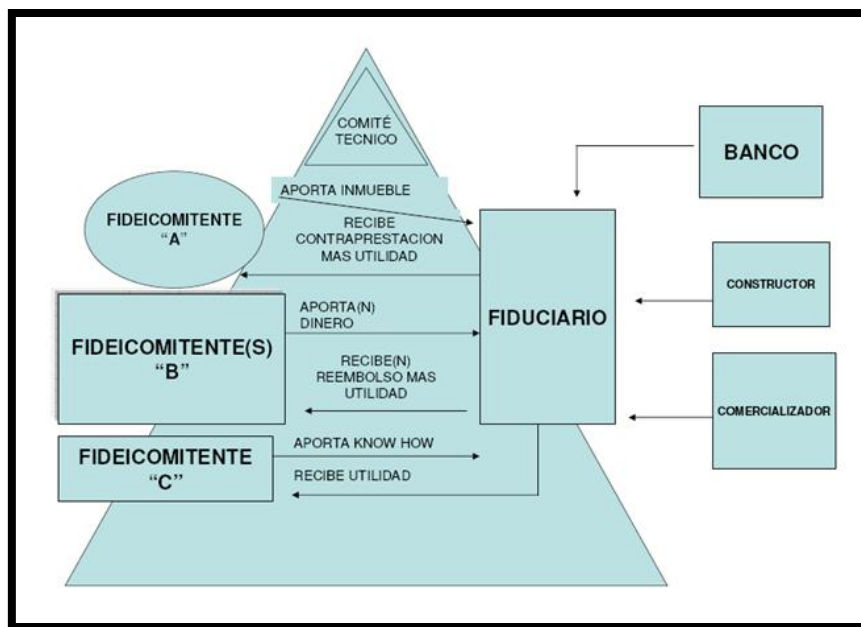 COMITÉ
TECNICO
APORTA INMUEBLE
FIDEICOMITENTE
“A”
RECIBE
CONTRAPRESTACION
MAS UTILIDAD
FIDEICOMITENTE(S)
“B”
APORTA(N)
DINERO
RECIBE(N)
REEMBOLSO MAS
UTILIDAD
FIDEICOMITENTE
“C”
APORTA KNOW HOW
RECIBE UTILIDAD
FIDUCIARIO
BANCO
CONSTRUCTOR
COMERCIALIZADOR